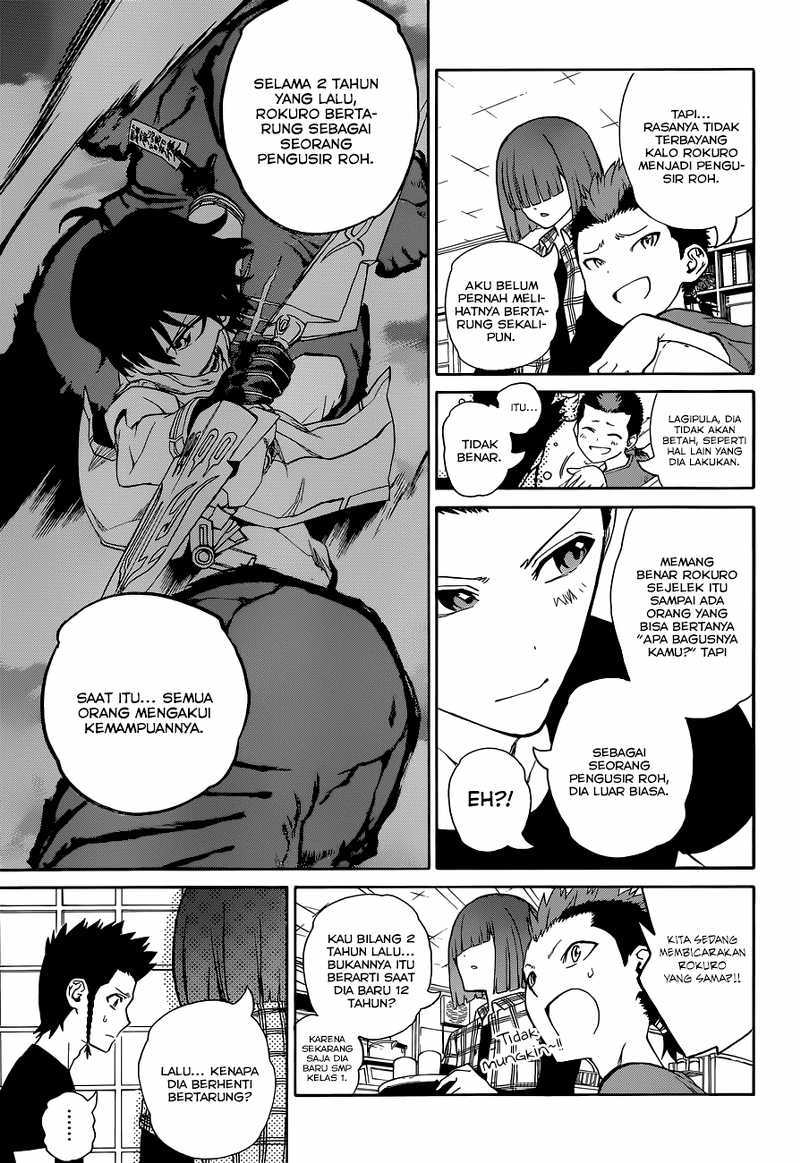 TAPI...
RASANYA TIDAK
TERBAYANG
KALO ROKURO
MENJADI PENGU-
SIR ROH.
AKU BELUM
PERNAH MELI-
HATNYA BERTA-
RUNG SEKALI-
PUN.
LAGIPULA, DIA
TIDAK AKAN
BETAH, SEPERTI
HAL LAIN YANG
DIA LAKUKAN.
ITU...
TIDAK
BENAR.
MEMANG
BENAR ROKURO
SEJELEK ITU
SAMPAI ADA
ORANG YANG
BISA BERTANYA
"APA BAGUSNYA
KAMU?" TAPI
SEBAGAI
SEORANG
PENGUSIR ROH,
DIA LUAR BIASA.
EH?!
SELAMA 2 TAHUN
YANG LALU,
ROKURO BERTA-
RUNG SEBAGAI
SEORANG
PENGUSIR ROH.
SAAT ITU... SEMUA
ORANG MENGAKUI
KEMAMPUANNYA.
KITA SEDANG
MEMBICARAKAN
ROKURO
YANG SAMA?!!
Tidak
mungkin~!!
KAU BILANG 2
TAHUN LALU...
BUKANNYA ITU
BERARTI SAAT
DIA BARU 12
TAHUN?
KARENA
SEKARANG
SAJA DIA
BARU SMP
KELAS 1.
LALU... KENAPA
DIA BERHENTI
BERTARUNG?
......